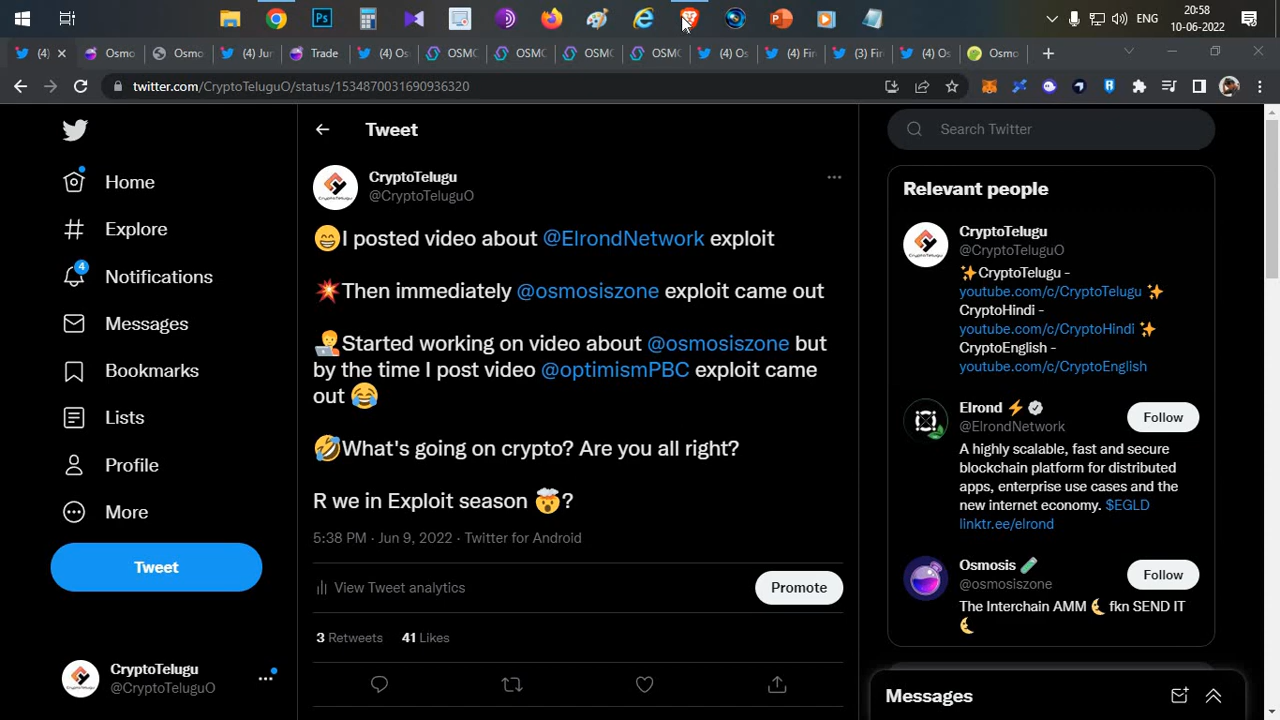 20:58
ENG
10-06-2022
(4)
Osmo
Osmo
(4) Jur
Trade
(4) Os
OSMC
OSMC
OSMC
OSMC
(4) Os
(4) Fir
(3) Fir
(4) Os
Osmo
twitter.com/CryptoTeluguO/status/1534870031690936320
Home
Explore
4
Notifications
Messages
Bookmarks
Lists
Profile
More
Tweet
CryptoTelugu
@CryptoTeluguO
Tweet
CryptoTelugu
@CryptoTeluguO
😁I posted video about @ElrondNetwork exploit
💥Then immediately @osmosiszone exploit came out
🧑‍💻Started working on video about @osmosiszone but
by the time I post video @optimismPBC exploit came
out 😂
🤣What's going on crypto? Are you all right?
R we in Exploit season 🤯?
5:38 PM · Jun 9, 2022 · Twitter for Android
View Tweet analytics
Promote
3 Retweets 41 Likes
Search Twitter
Relevant people
CryptoTelugu
@CryptoTeluguO
✨CryptoTelugu -
youtube.com/c/CryptoTelugu ✨
CryptoHindi -
youtube.com/c/CryptoHindi ✨
CryptoEnglish -
youtube.com/c/CryptoEnglish
Elrond ⚡
@ElrondNetwork
Follow
A highly scalable, fast and secure
blockchain platform for distributed
apps, enterprise use cases and the
new internet economy. $EGLD
linktr.ee/elrond
Osmosis 🧪
@osmosiszone
Follow
The Interchain AMM 🌜 fkn SEND IT
🌜
Messages